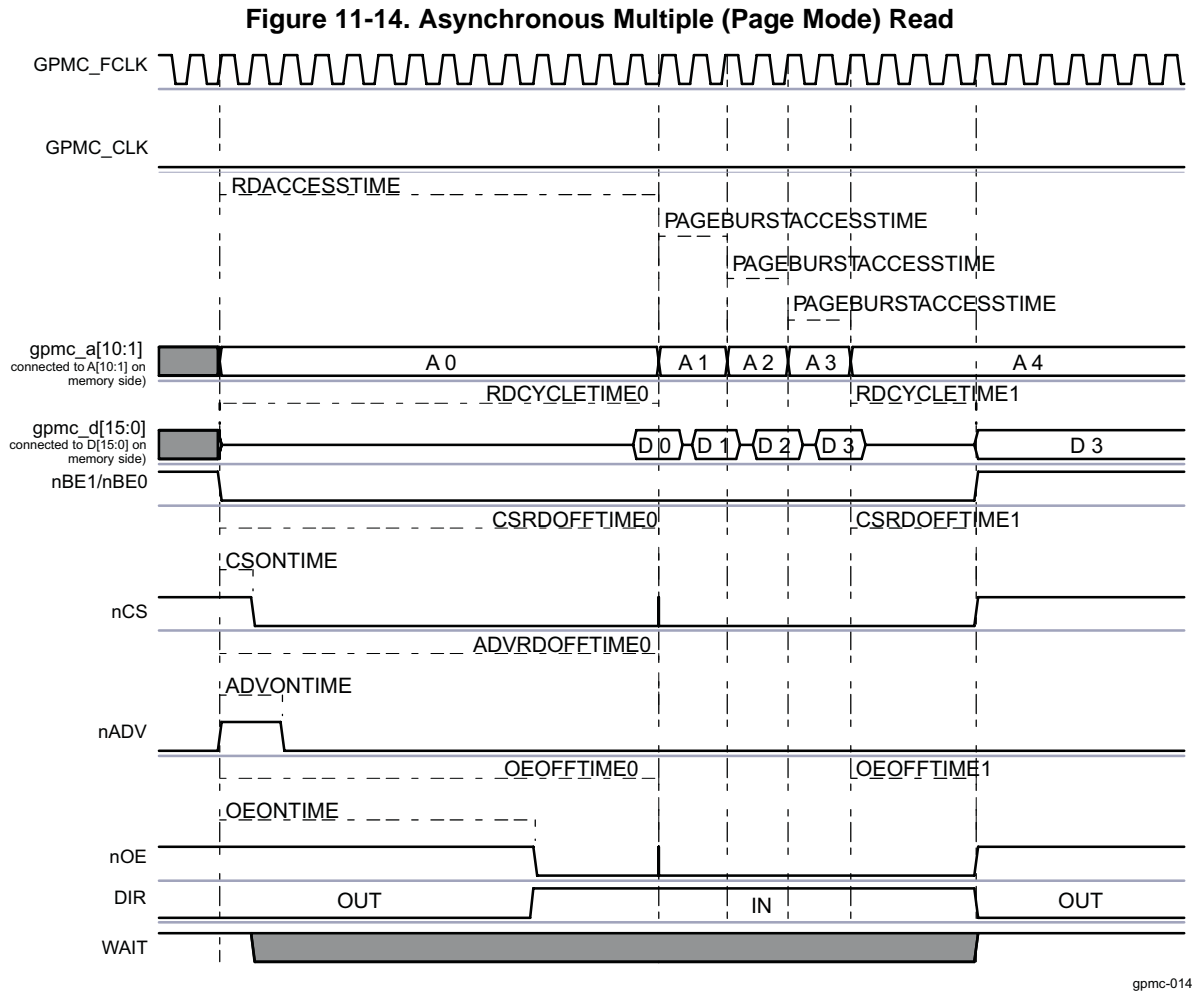 Figure 11-14. Asynchronous Multiple (Page Mode) Read
GPMC_FCLK
GPMC_CLK
RDACCESSTIME
PAGEBURSTACCESSTIME
PAGEBURSTACCESSTIME
PAGEBURSTACCESSTIME
gpmc_a[10:1]
connected to A[10:1] on
memory side)
A 0 A 1 A 2 A 3 A 4
RDCYCLETIME0 RDCYCLETIME1
gpmc_d[15:0]
connected to D[15:0] on
memory side)
D 0 D 1 D 2 D 3 D 3
nBE1/nBE0
CSRDOFFTIME0 CSRDOFFTIME1
CSONTIME
nCS
ADVRDOFFTIME0
ADVONTIME
nADV
OEOFFTIME0 OEOFFTIME1
OEONTIME
nOE
DIR OUT IN OUT
WAIT
gpmc-014